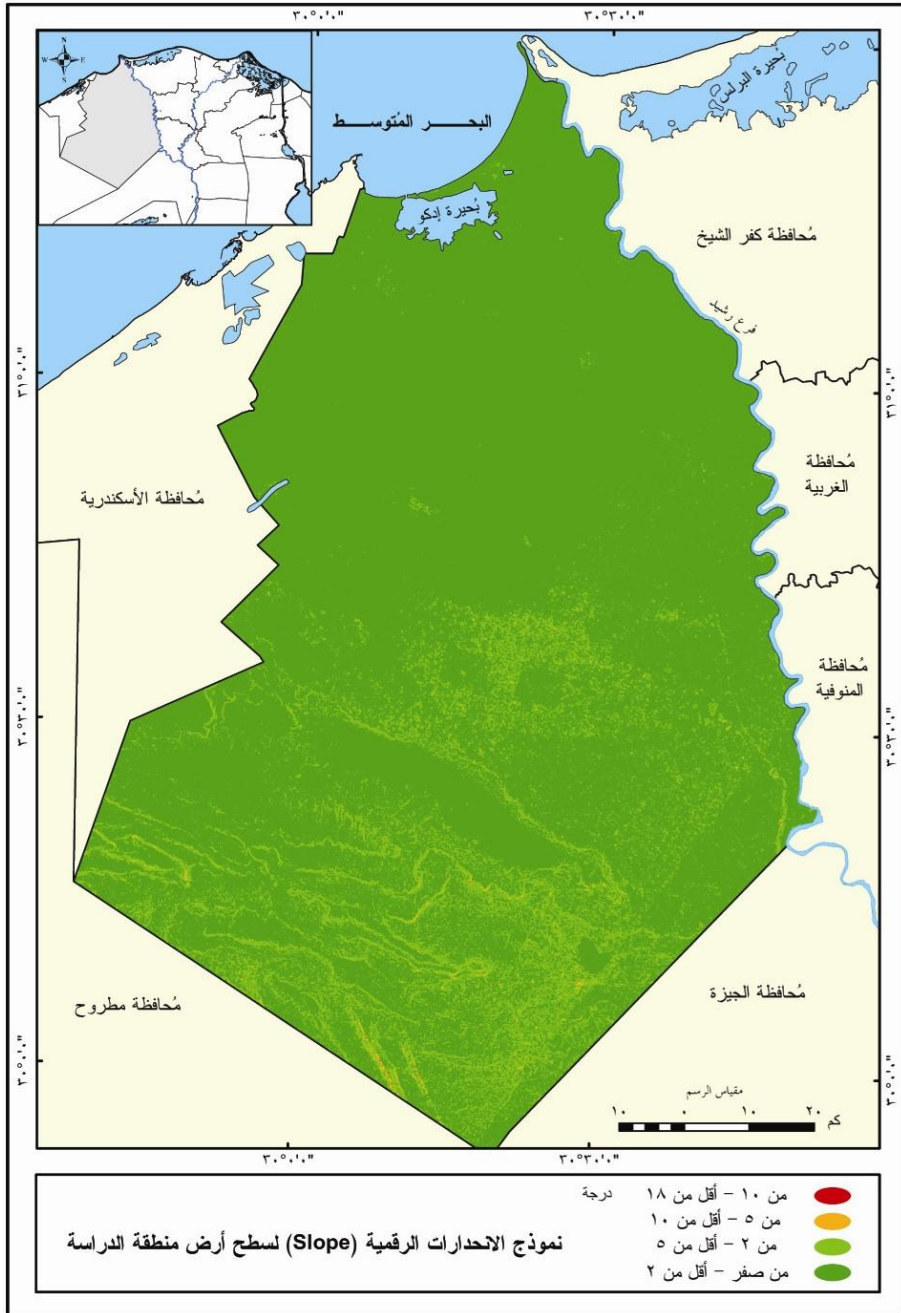 ٣٠°٠'٠"
٣٠°٣٠'٠"
W
E
N
البحـــر المُتوســـط
بُحيرة البرلس
بُحيرة إدكو
مُحافظة كفر الشيخ
فرع رشيد
٣١°٠'٠"
٣١°٠'٠"
مُحافظة
الغربية
مُحافظة الأسكندرية
مُحافظة
المنوفية
٣٠°٣٠'٠"
٣٠°٣٠'٠"
مُحافظة الجيزة
مُحافظة مطروح
٣٠°٠'٠"
٣٠°٠'٠"
مقياس الرسم
١٠ ٠ ١٠ ٢٠ كم
٣٠°٠'٠"
٣٠°٣٠'٠"
من ١٠ - أقل من ١٨ درجة
من ٥ - أقل من ١٠
من ٢ - أقل من ٥
من صفر - أقل من ٢
نموذج الانحدارات الرقمية (Slope) لسطح أرض منطقة الدراسة